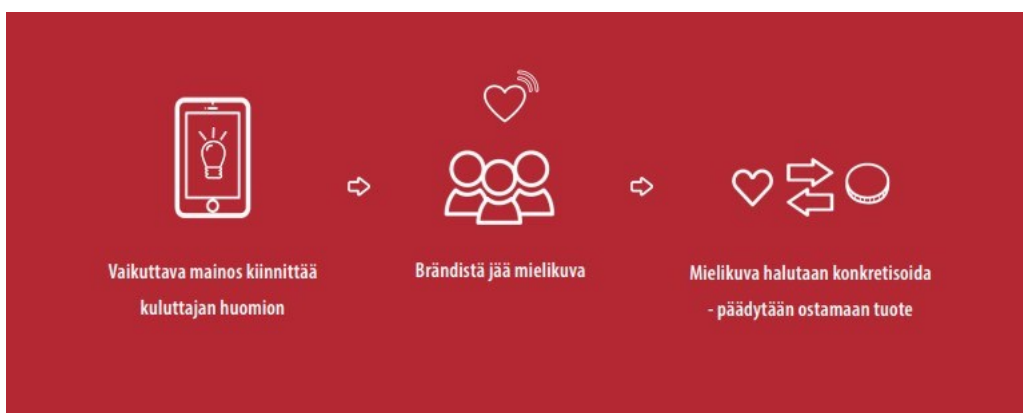 Vaikuttava mainos kiinnittää
kuluttajan huomion
Brändistä jää mielikuva
Mielikuva halutaan konkretisoida
- päädytään ostamaan tuote